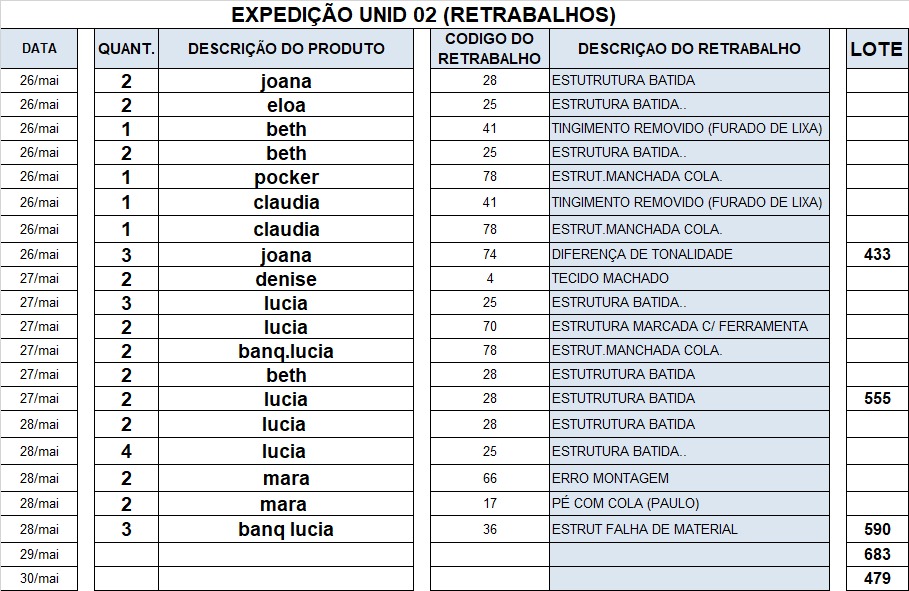 EXPEDIÇÃO UNID 02 (RETRABALHOS)
DATA QUANT. DESCRIÇÃO DO PRODUTO CODIGO DO RETRABALHO DESCRIÇAO DO RETRABALHO LOTE
26/mai 2 joana 28 ESTUTRUTURA BATIDA
26/mai 2 eloa 25 ESTRUTURA BATIDA..
26/mai 1 beth 41 TINGIMENTO REMOVIDO (FURADO DE LIXA)
26/mai 2 beth 25 ESTRUTURA BATIDA..
26/mai 1 pocker 78 ESTRUT.MANCHADA COLA.
26/mai 1 claudia 41 TINGIMENTO REMOVIDO (FURADO DE LIXA)
26/mai 1 claudia 78 ESTRUT.MANCHADA COLA.
26/mai 3 joana 74 DIFERENÇA DE TONALIDADE 433
27/mai 2 denise 4 TECIDO MACHADO
27/mai 3 lucia 25 ESTRUTURA BATIDA..
27/mai 2 lucia 70 ESTRUTURA MARCADA C/ FERRAMENTA
27/mai 2 banq.lucia 78 ESTRUT.MANCHADA COLA.
27/mai 2 beth 28 ESTUTRUTURA BATIDA
27/mai 2 lucia 28 ESTUTRUTURA BATIDA 555
28/mai 2 lucia 28 ESTUTRUTURA BATIDA
28/mai 4 lucia 25 ESTRUTURA BATIDA..
28/mai 2 mara 66 ERRO MONTAGEM
28/mai 2 mara 17 PÉ COM COLA (PAULO)
28/mai 3 banq lucia 36 ESTRUT FALHA DE MATERIAL 590
29/mai 683
30/mai 479